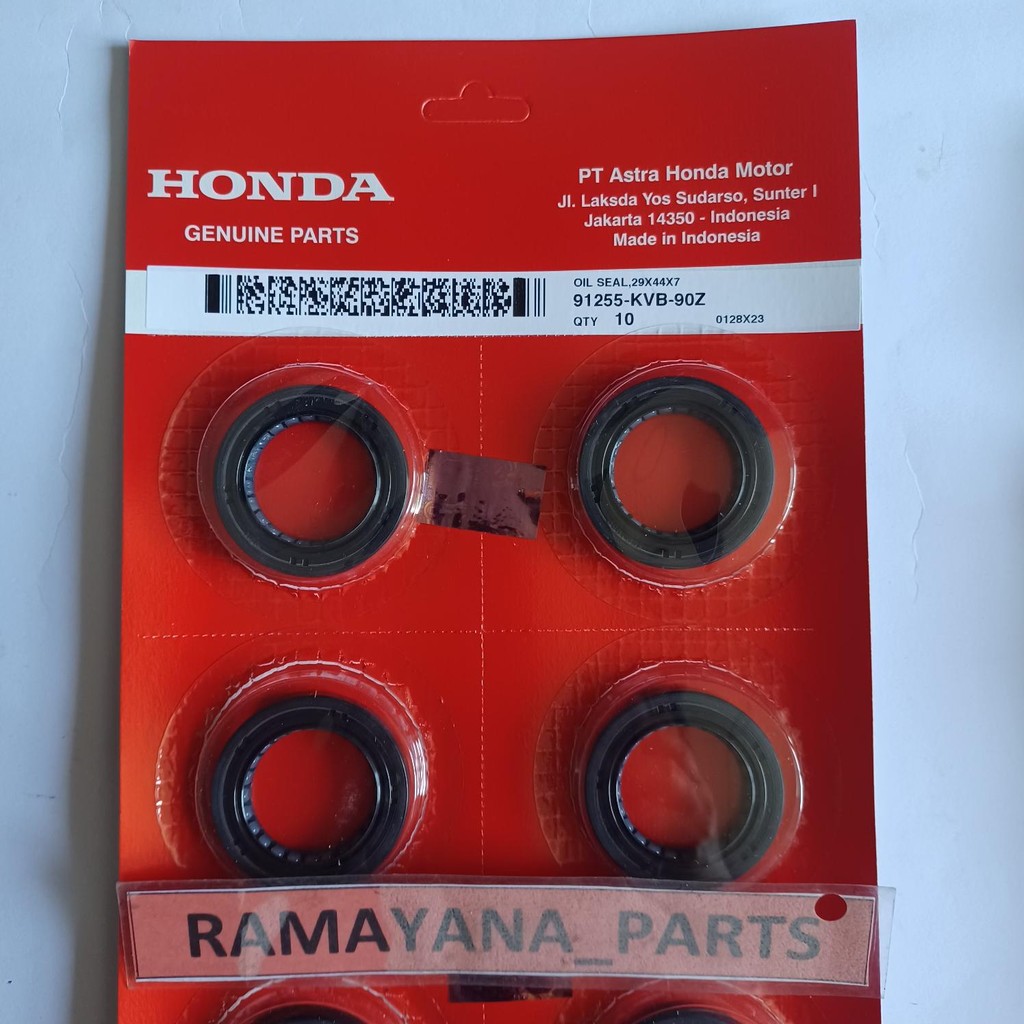 HONDA
GENUINE PARTS
PT Astra Honda Motor
Jl. Laksda Yos Sudarso, Sunter I
Jakarta 14350 - Indonesia
Made in Indonesia
OIL SEAL,29X44X7
91255-KVB-90Z
QTY 10 0128X23
RAMAYANA_PARTS